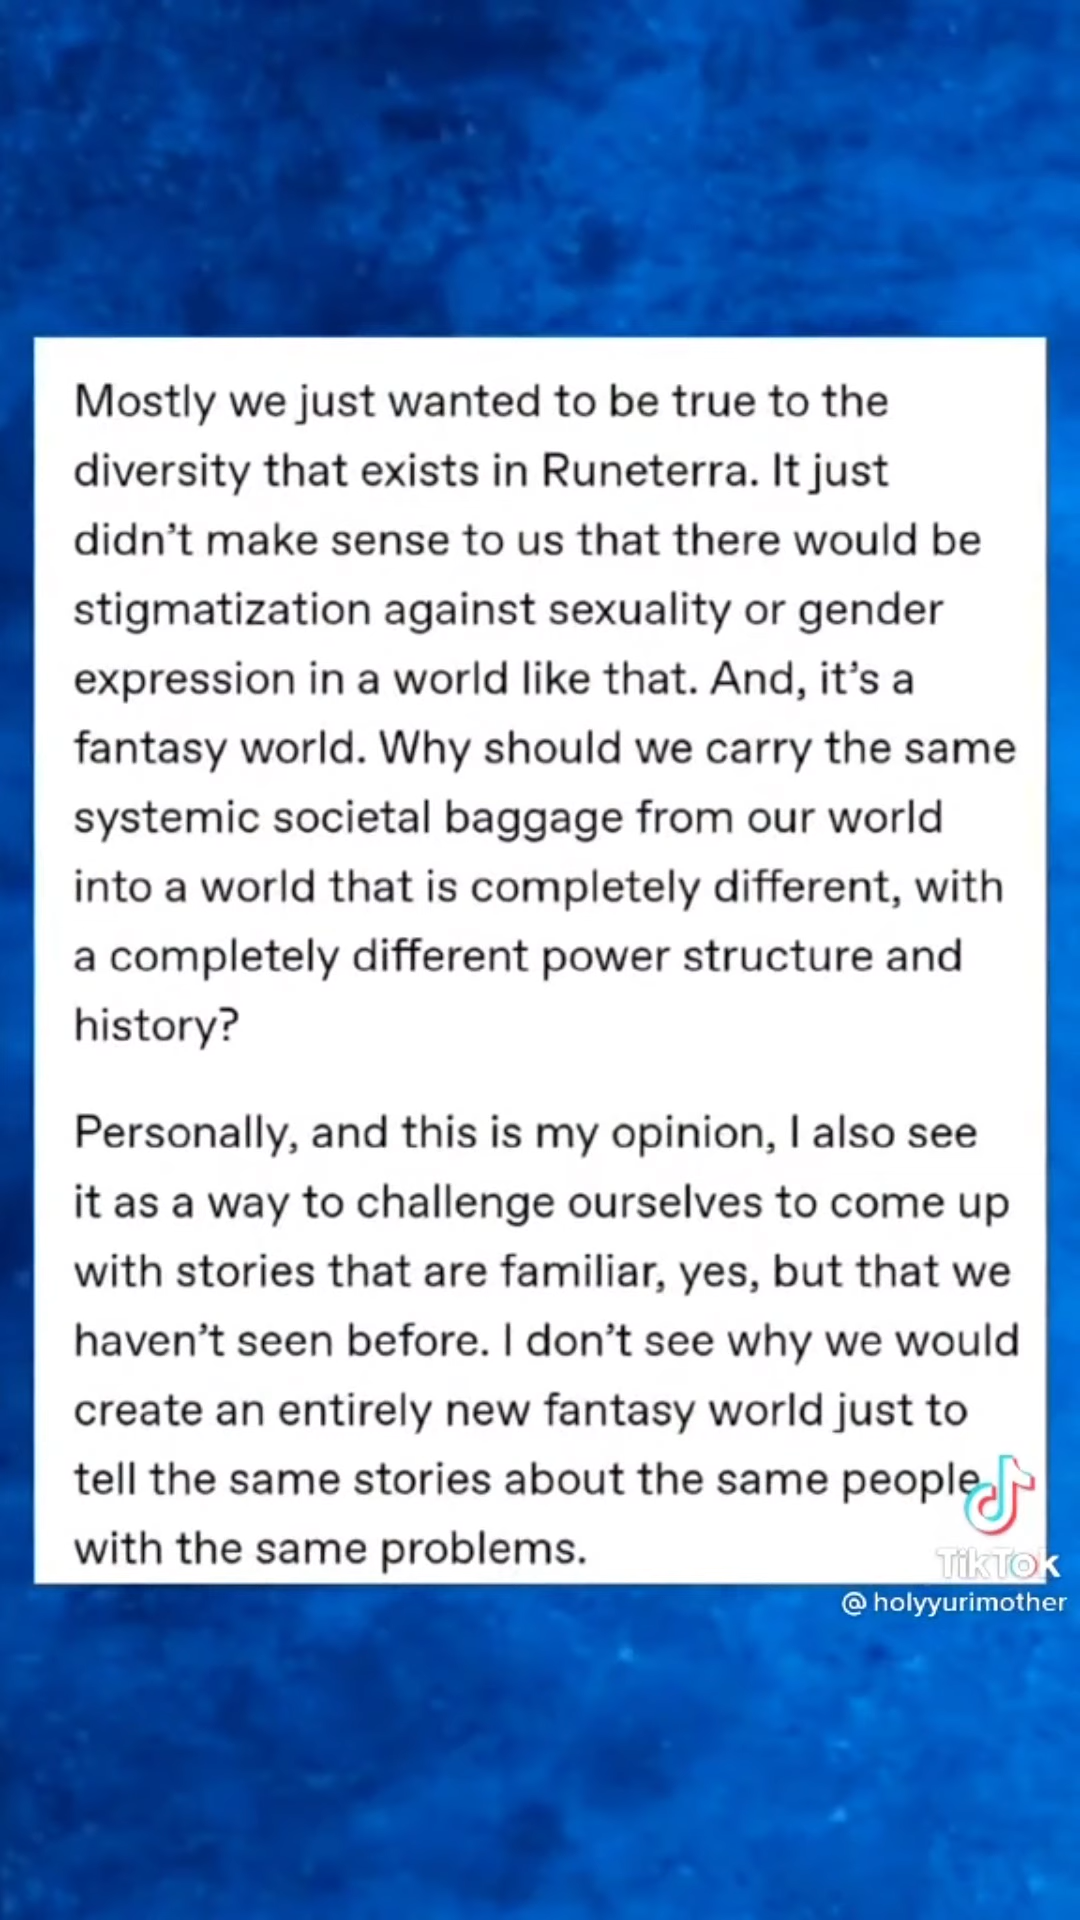 Mostly we just wanted to be true to the
diversity that exists in Runeterra. It just
didn’t make sense to us that there would be
stigmatization against sexuality or gender
expression in a world like that. And, it’s a
fantasy world. Why should we carry the same
systemic societal baggage from our world
into a world that is completely different, with
a completely different power structure and
history?
Personally, and this is my opinion, I also see
it as a way to challenge ourselves to come up
with stories that are familiar, yes, but that we
haven’t seen before. I don’t see why we would
create an entirely new fantasy world just to
tell the same stories about the same people
with the same problems.
TikTok
@holyyurimother